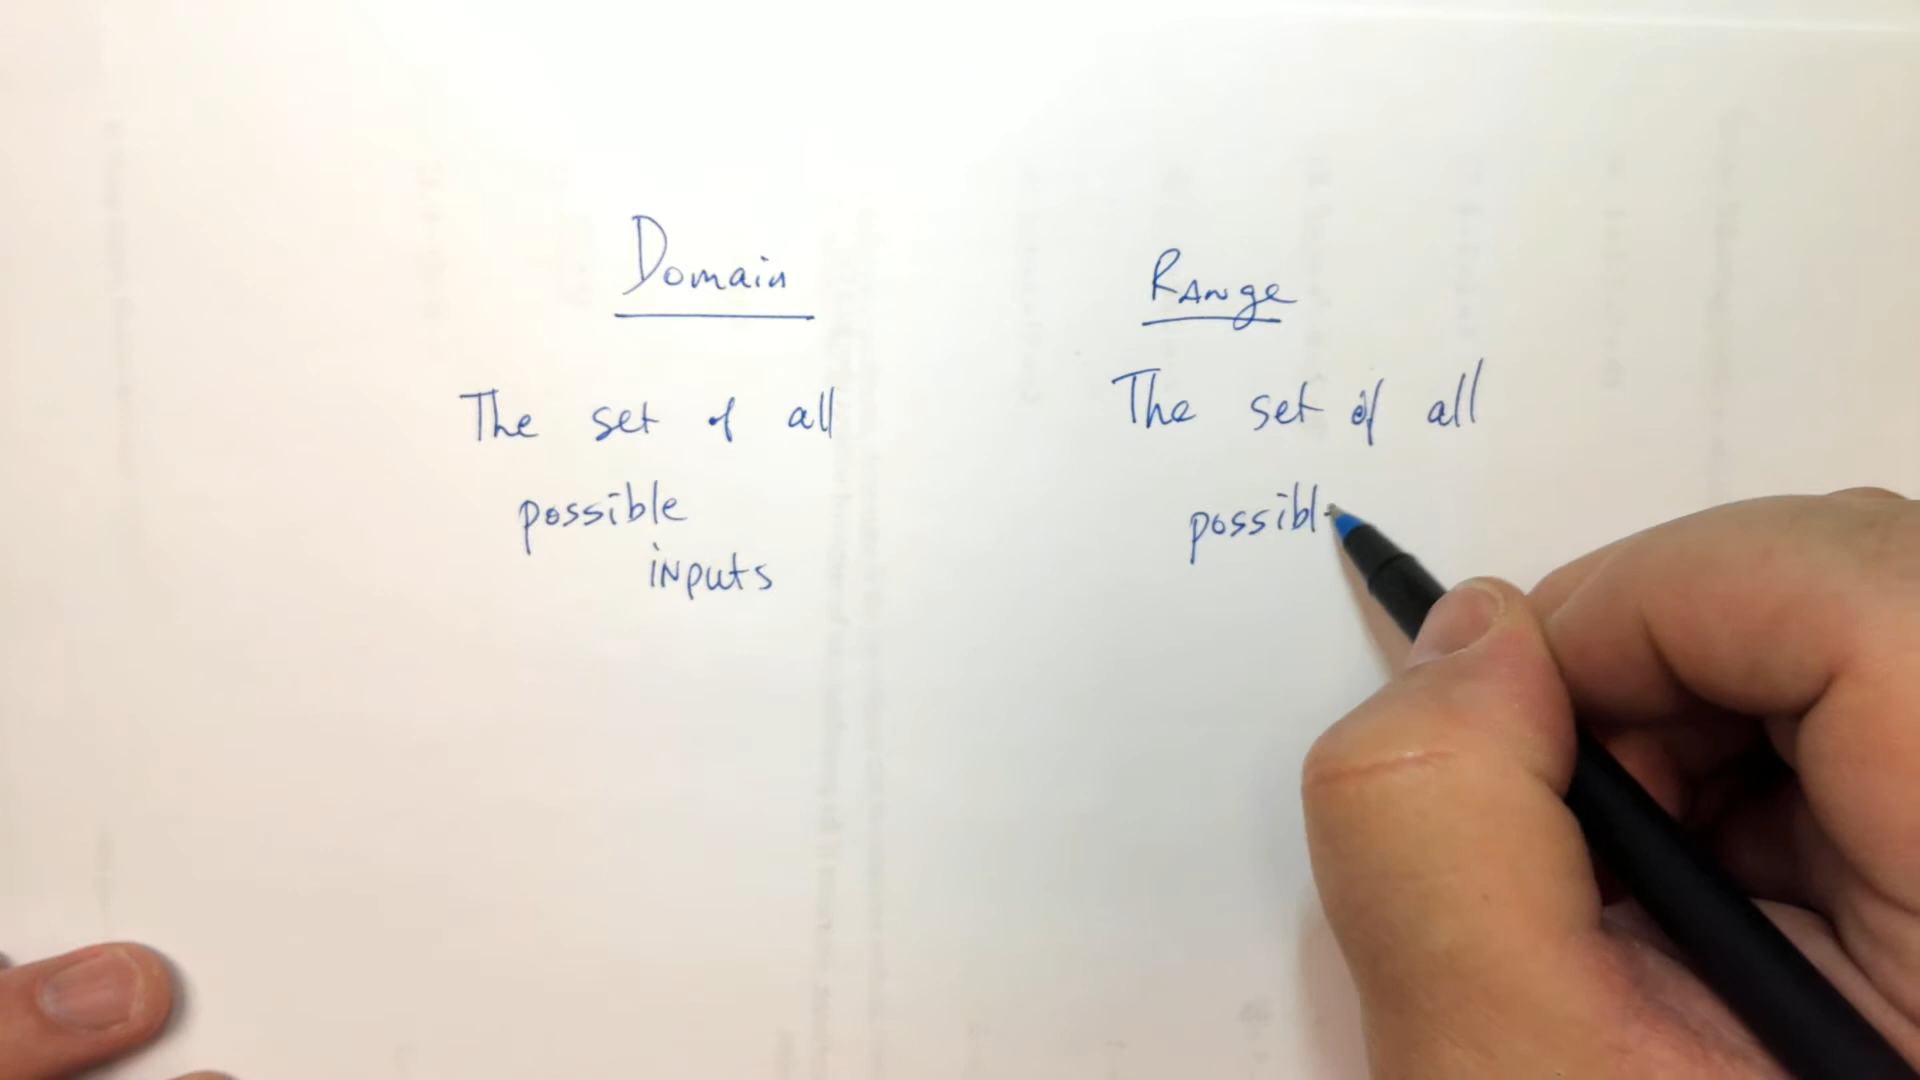 Domain
The set of all
possible
inputs
Range
The set of all
possibl